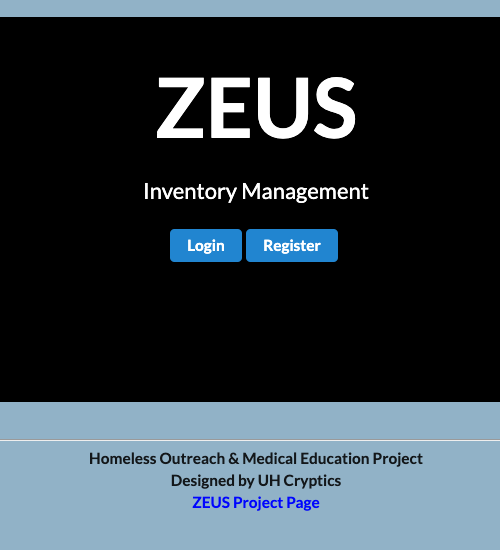 ZEUS
Inventory Management
Login
Register
Homeless Outreach & Medical Education Project
Designed by UH Cryptics
ZEUS Project Page